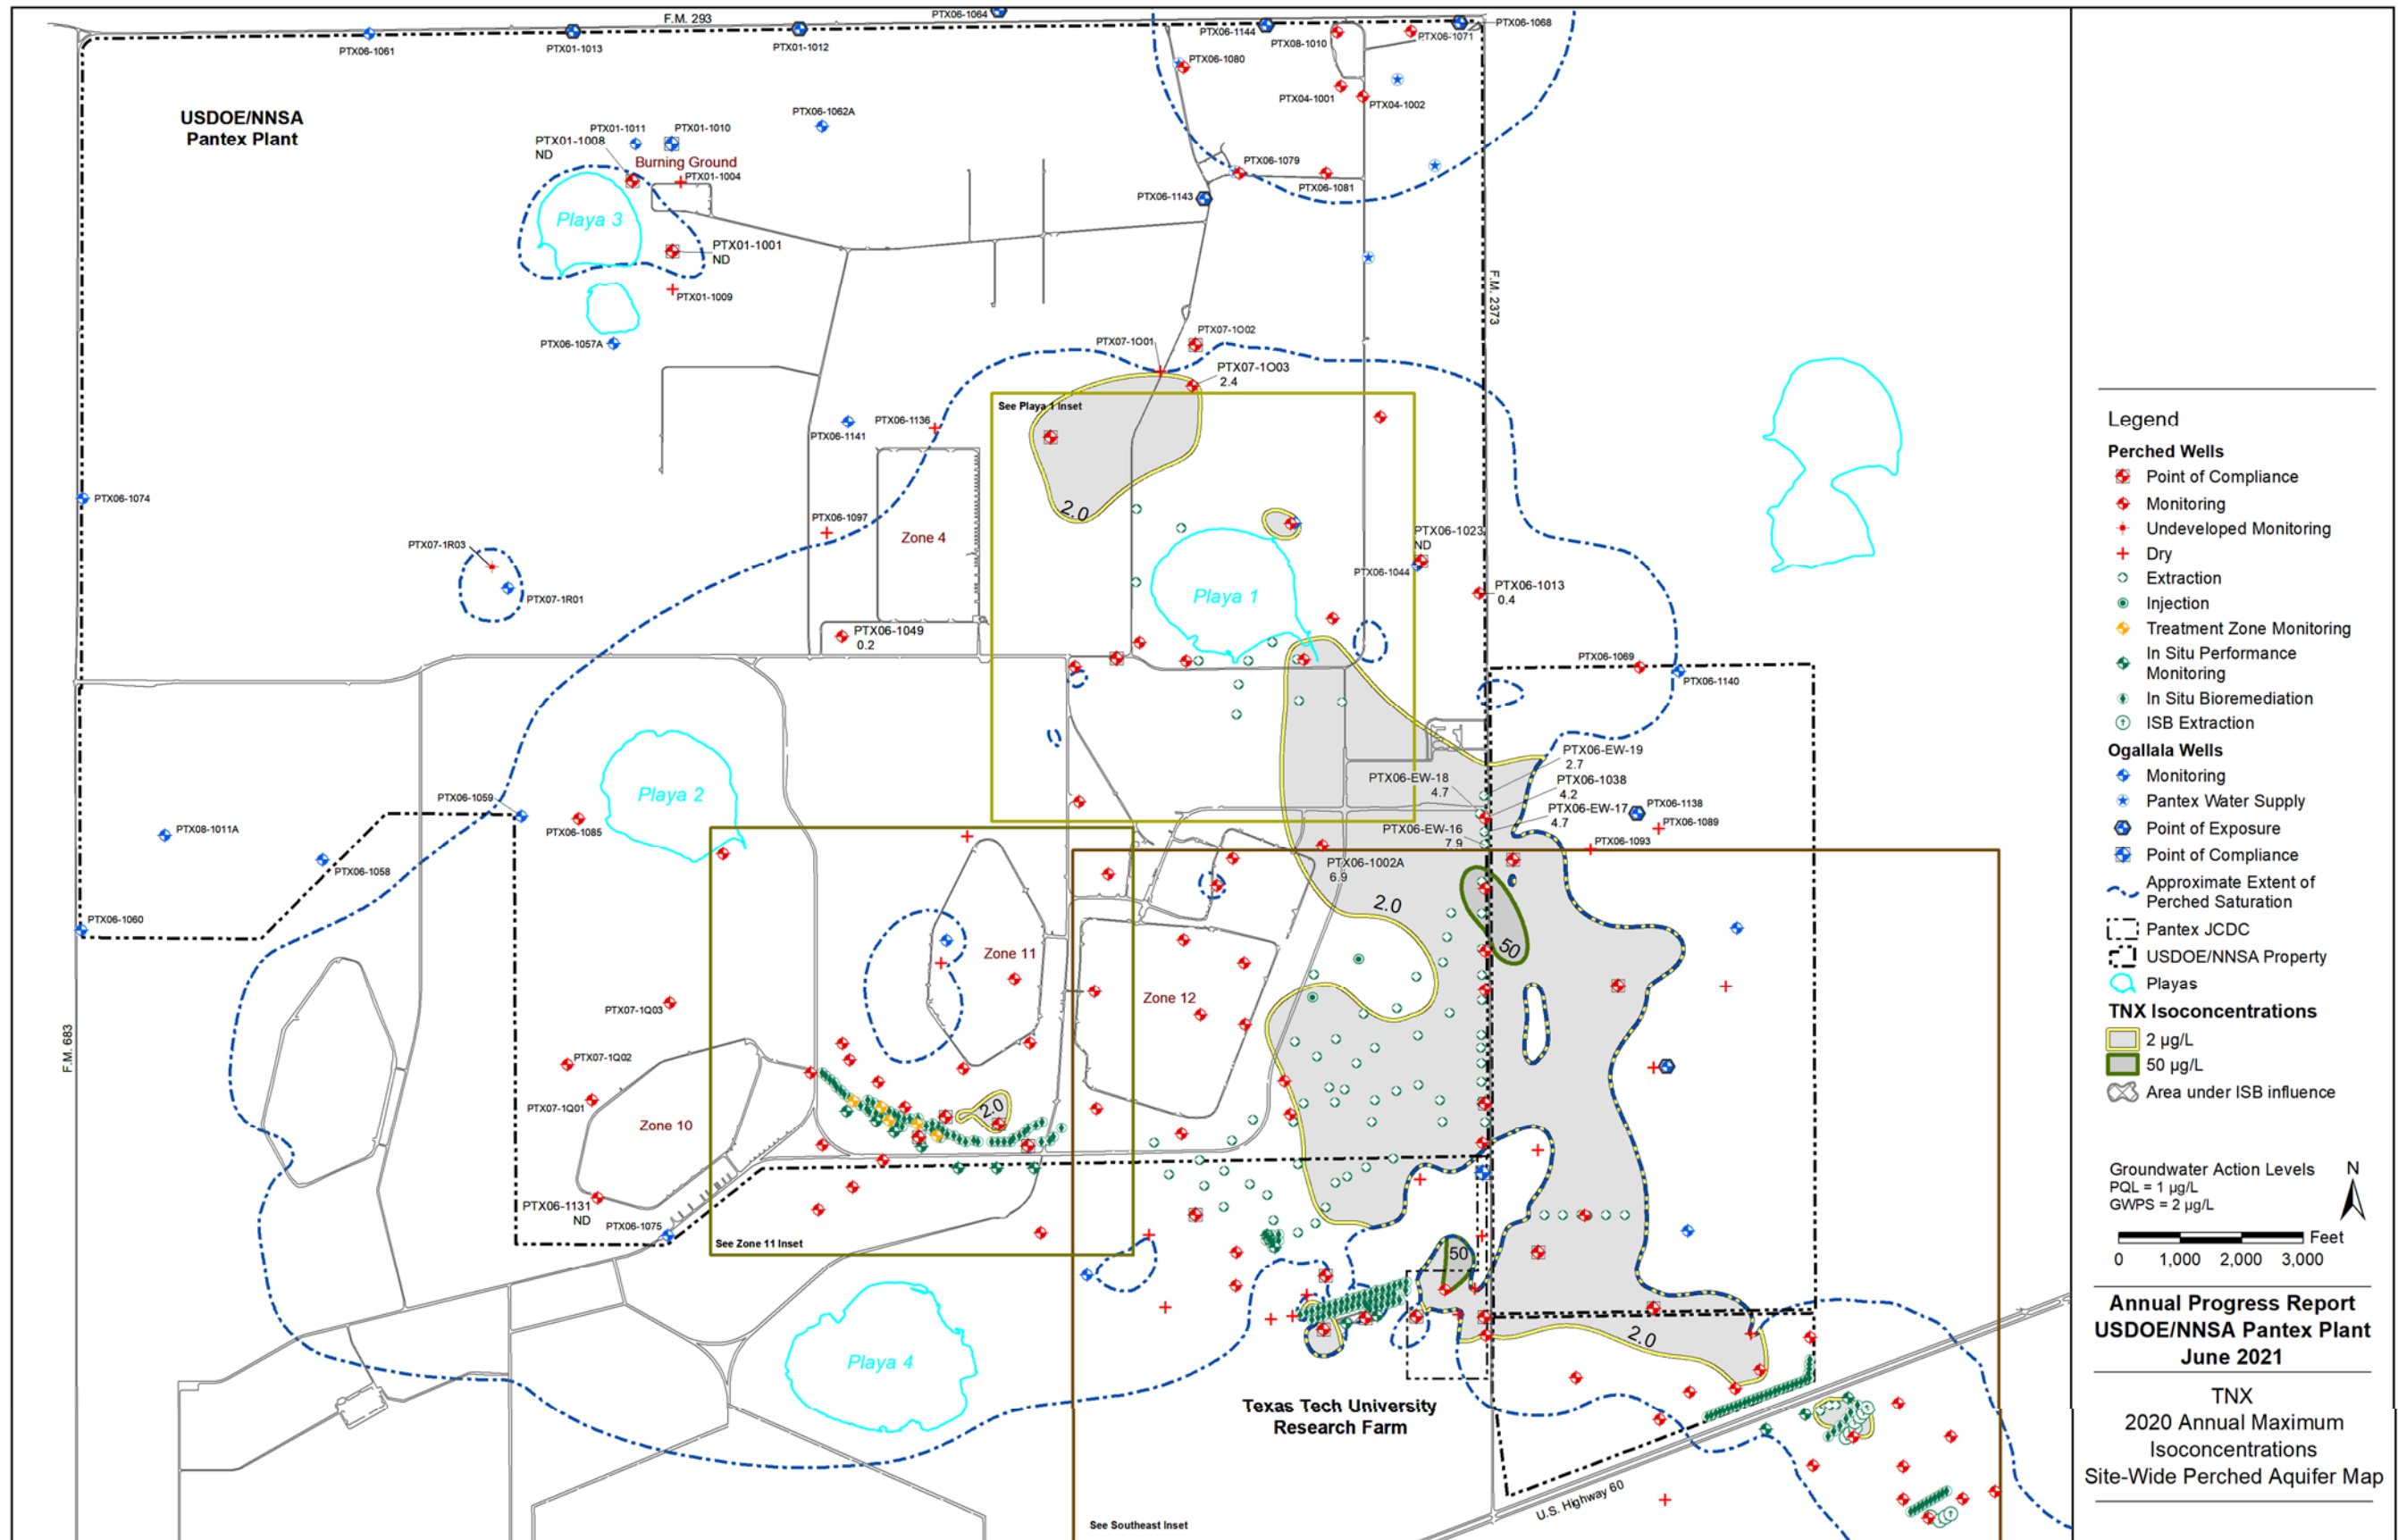 F.M. 293
PTX06-1064
PTX06-1061
PTX01-1013
PTX01-1012
PTX06-1144
PTX08-1010
PTX06-1071
PTX06-1068
PTX06-1080
PTX04-1001
PTX04-1002
USDOE/NNSA
Pantex Plant
PTX06-1062A
PTX01-1011
PTX01-1010
PTX01-1008
ND
Burning Ground
PTX01-1004
PTX06-1079
PTX06-1081
PTX06-1143
Playa 3
PTX01-1001
ND
PTX01-1009
F.M. 2373
PTX06-1057A
PTX07-1O01
PTX07-1O02
PTX07-1O03
2.4
See Playa 1 Inset
PTX06-1136
PTX06-1141
PTX06-1074
2.0
PTX06-1097
Zone 4
PTX06-1023
ND
PTX06-1044
PTX07-1R03
PTX07-1R01
Playa 1
PTX06-1013
0.4
PTX06-1049
0.2
PTX06-1069
PTX06-1140
PTX06-EW-19
2.7
PTX06-EW-18
4.7
PTX06-1038
4.2
PTX06-EW-17
4.7
PTX06-EW-16
7.9
PTX06-1138
PTX06-1089
PTX06-1093
Playa 2
PTX06-1059
PTX06-1085
PTX08-1011A
PTX06-1058
PTX06-1002A
6.9
PTX06-1060
2.0
50
Zone 11
Zone 12
PTX07-1Q03
F.M. 683
PTX07-1Q02
PTX07-1Q01
2.0
Zone 10
PTX06-1131
ND
PTX06-1075
See Zone 11 Inset
50
2.0
Playa 4
Texas Tech University
Research Farm
U.S. Highway 60
See Southeast Inset
Legend
Perched Wells
Point of Compliance
Monitoring
Undeveloped Monitoring
Dry
Extraction
Injection
Treatment Zone Monitoring
In Situ Performance
Monitoring
In Situ Bioremediation
ISB Extraction
Ogallala Wells
Monitoring
Pantex Water Supply
Point of Exposure
Point of Compliance
Approximate Extent of
Perched Saturation
Pantex JCDC
USDOE/NNSA Property
Playas
TNX Isoconcentrations
2 µg/L
50 µg/L
Area under ISB influence
Groundwater Action Levels
PQL = 1 µg/L
GWPS = 2 µg/L
N
Feet
0 1,000 2,000 3,000
Annual Progress Report
USDOE/NNSA Pantex Plant
June 2021
TNX
2020 Annual Maximum
Isoconcentrations
Site-Wide Perched Aquifer Map